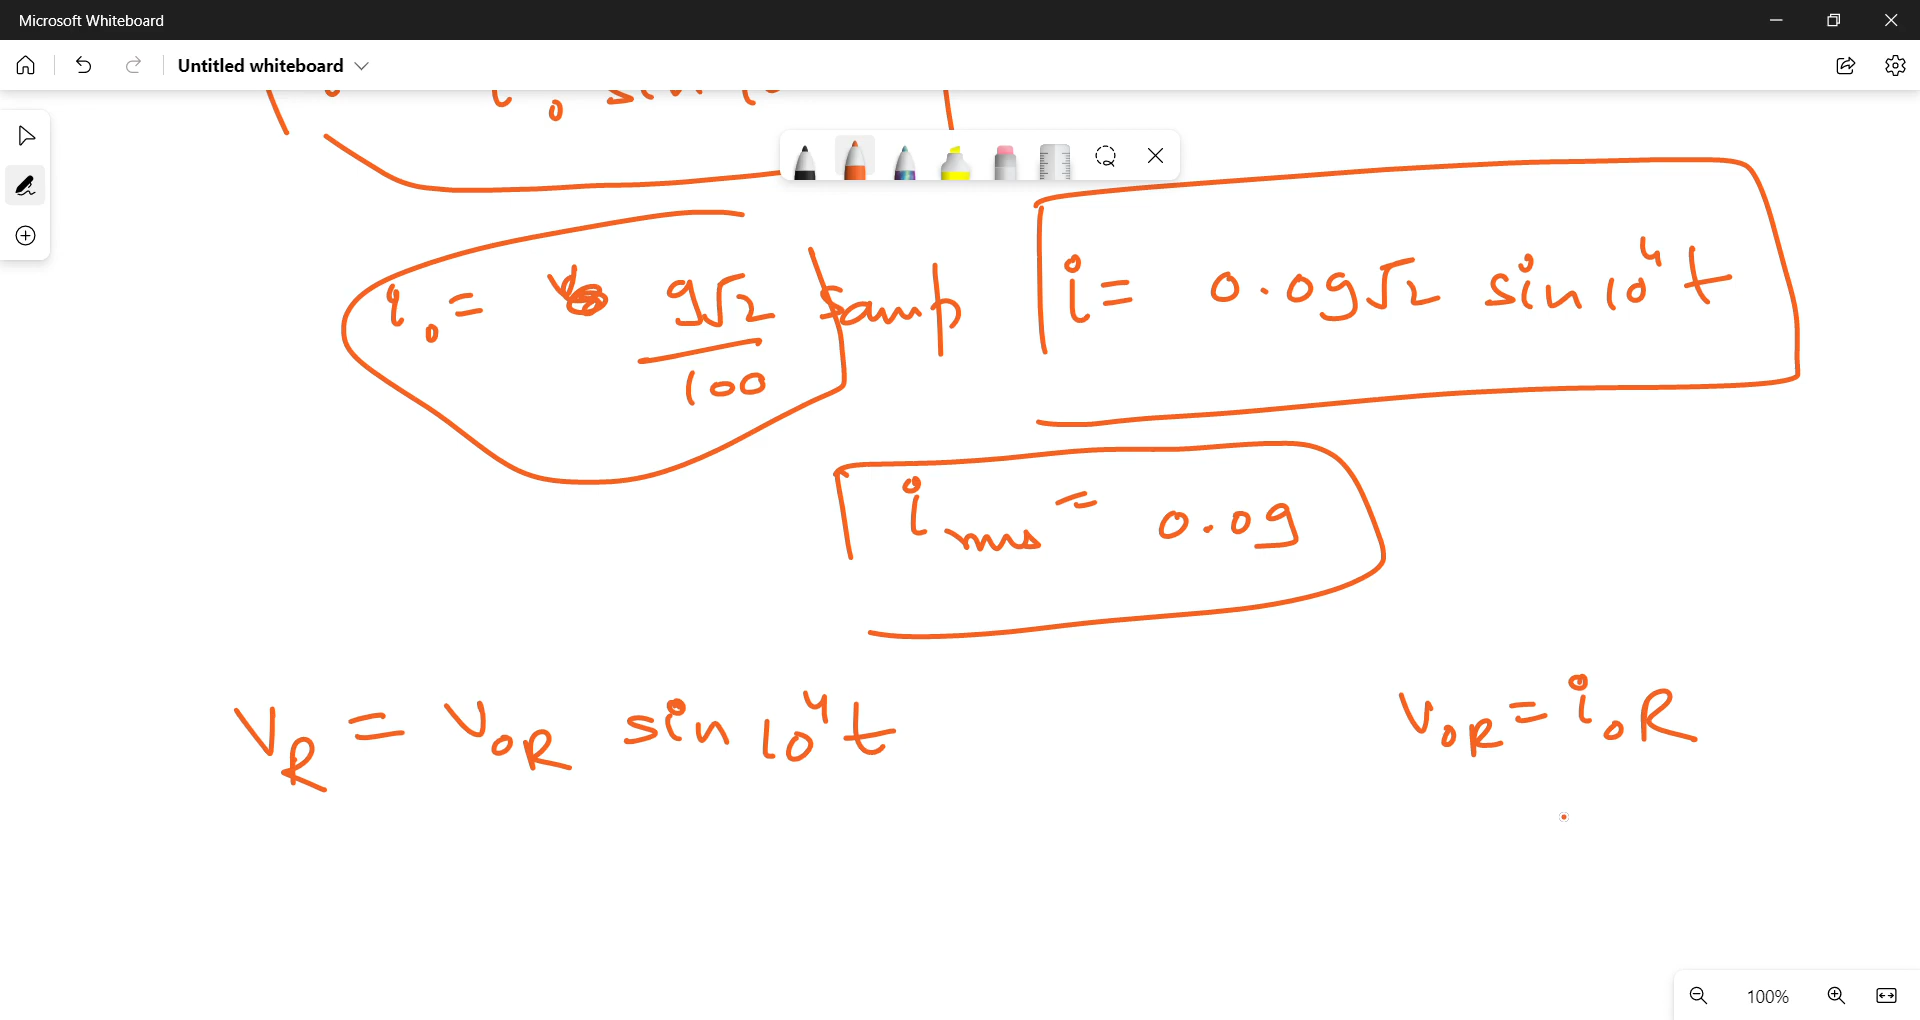 Microsoft Whiteboard
Untitled whiteboard
i₀ = 9√2/100 amp
i = 0.09√2 sin 10⁴t
i_rms = 0.09
V_R = V_OR sin 10⁴t
V_OR = i₀R
100%